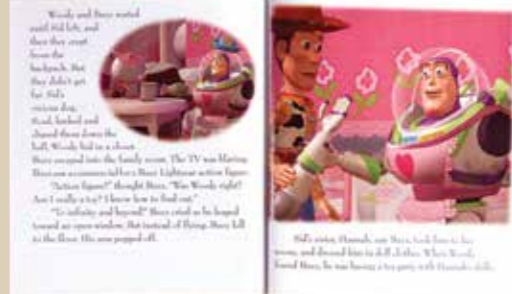 Woody and Buzz waited
until Sid left, and
then they crept
from the
backpack. But
they didn't get
far. Sid's
vicious dog,
Scud, barked and
chased them down the
hall. Woody hid in a closet.
Buzz escaped into the family room. The TV was blaring.
Buzz saw a commercial for a Buzz Lightyear action figure.
"Action figure?" thought Buzz. "Was Woody right?
Am I really a toy? I know how to find out."
"To infinity and beyond!" Buzz cried as he leaped
toward an open window. But instead of flying, Buzz fell
to the floor. His arm popped off.
Sid's sister, Hannah, saw Buzz, took him to her
room, and dressed him in doll clothes. When Woody
found Buzz, he was having a tea party with Hannah's dolls.